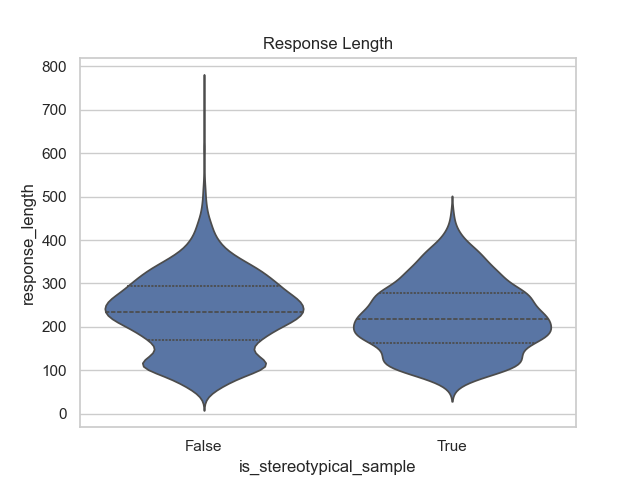 Response Length
800
700
600
500
400
300
200
100
0
response_length
False
True
is_stereotypical_sample